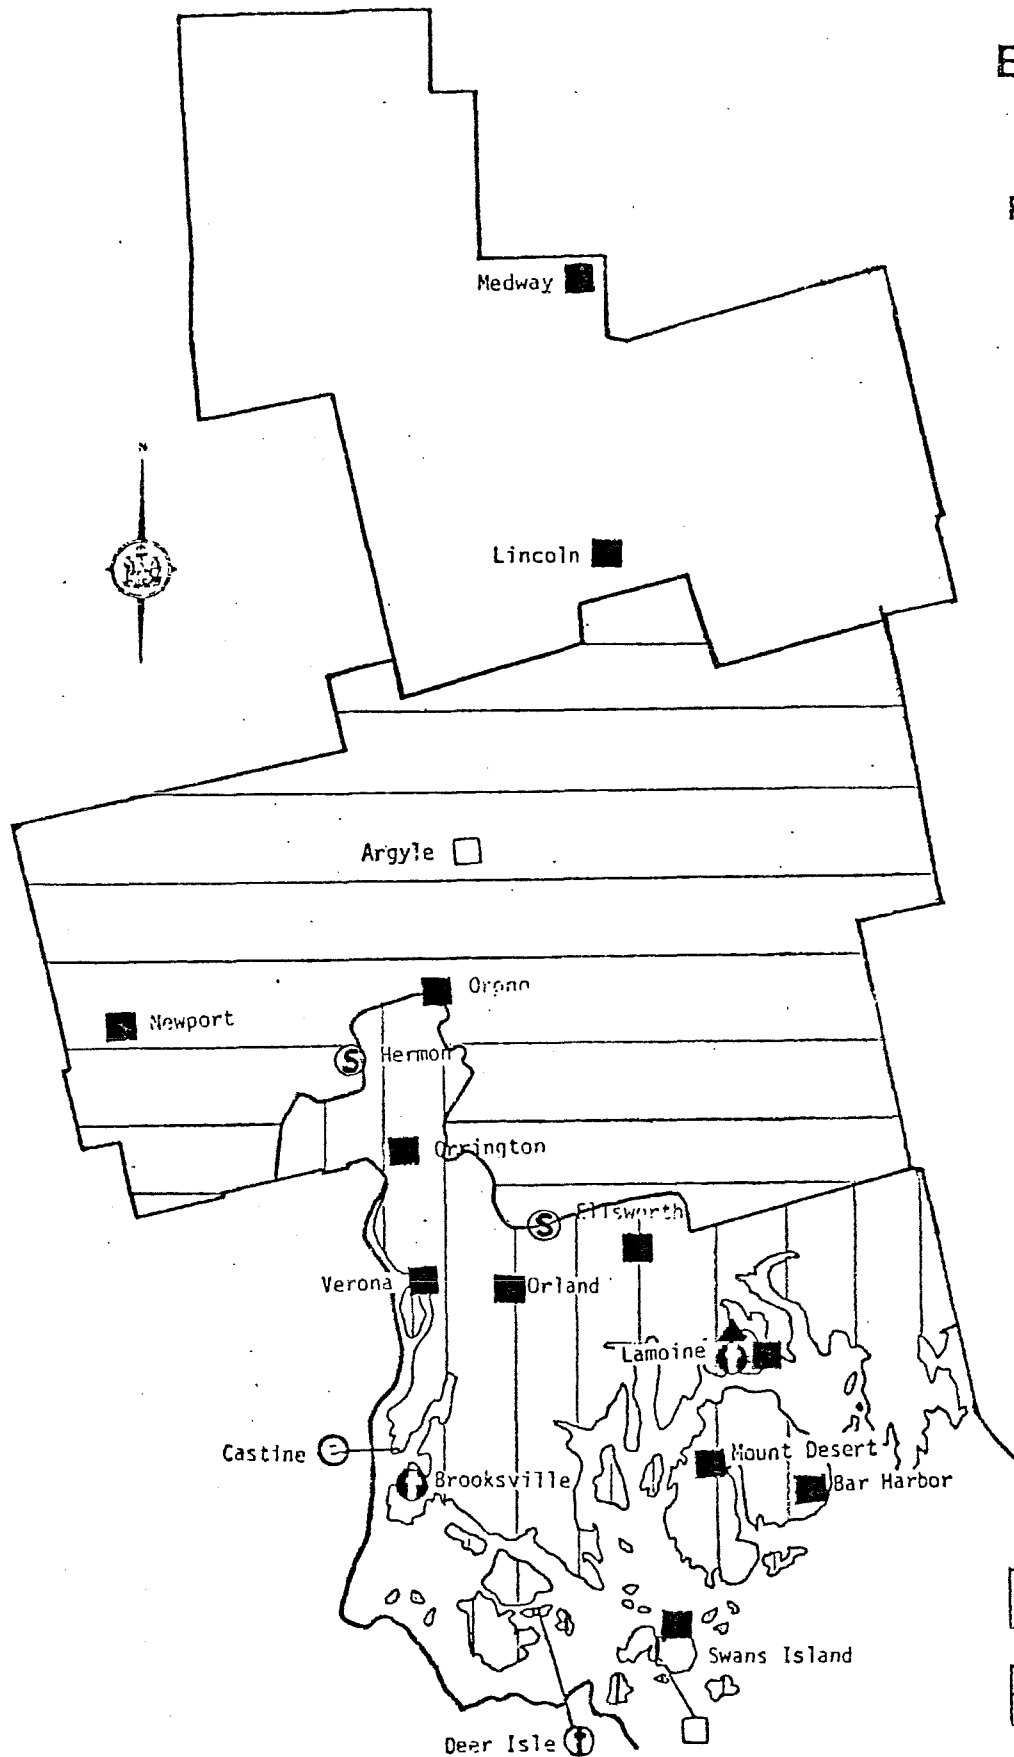 Medway
N
Lincoln
Argyle
Orono
Newport
S Hermon
Orrington
S Ellsworth
Verona
Orland
Lamoine
Castine
Mount Desert
Brooksville
Bar Harbor
Swans Island
Deer Isle